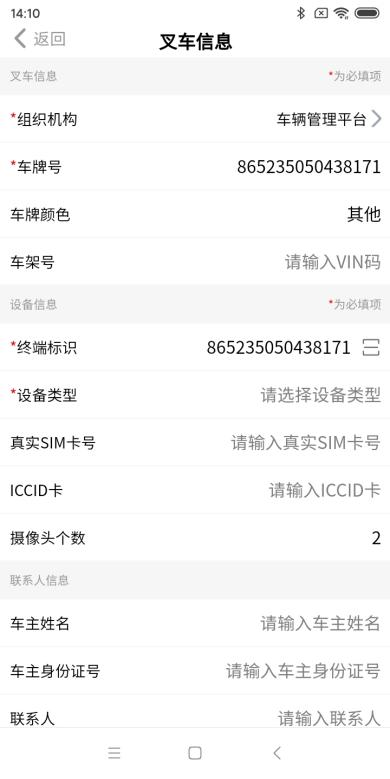 14:10
返回
叉车信息
叉车信息 *为必填项
*组织机构 车辆管理平台
*车牌号 865235050438171
车牌颜色 其他
车架号 请输入VIN码
设备信息 *为必填项
*终端标识 865235050438171
*设备类型 请选择设备类型
真实SIM卡号 请输入真实SIM卡号
ICCID卡 请输入ICCID卡
摄像头个数 2
联系人信息
车主姓名 请输入车主姓名
车主身份证号 请输入车主身份证号
联系人 请输入联系人